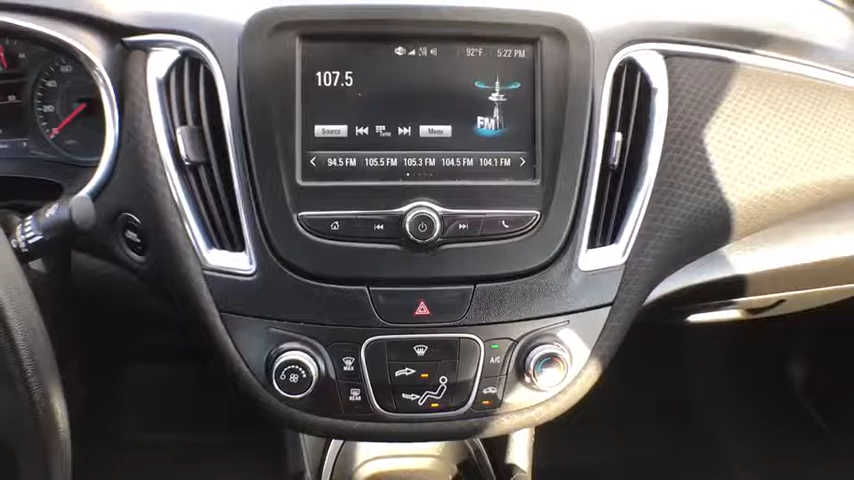 92°F 5:22 PM
107.5
FM
Source Tone Menu
94.5 FM 105.5 FM 105.3 FM 104.5 FM 104.1 FM
MAX
A/C
REAR